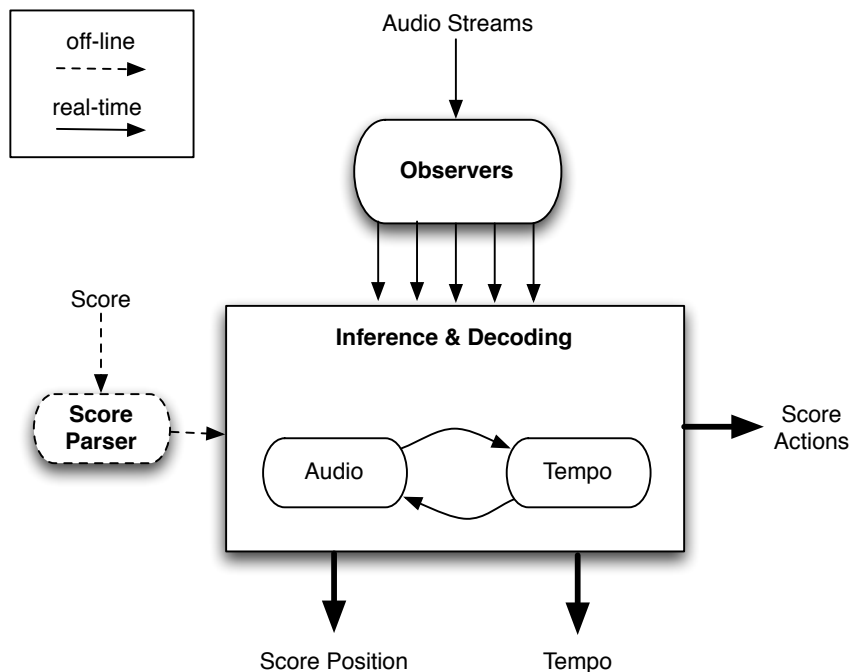 off-line
real-time
Audio Streams
Observers
Score
Score
Parser
Inference & Decoding
Audio
Tempo
Score
Actions
Score Position
Tempo